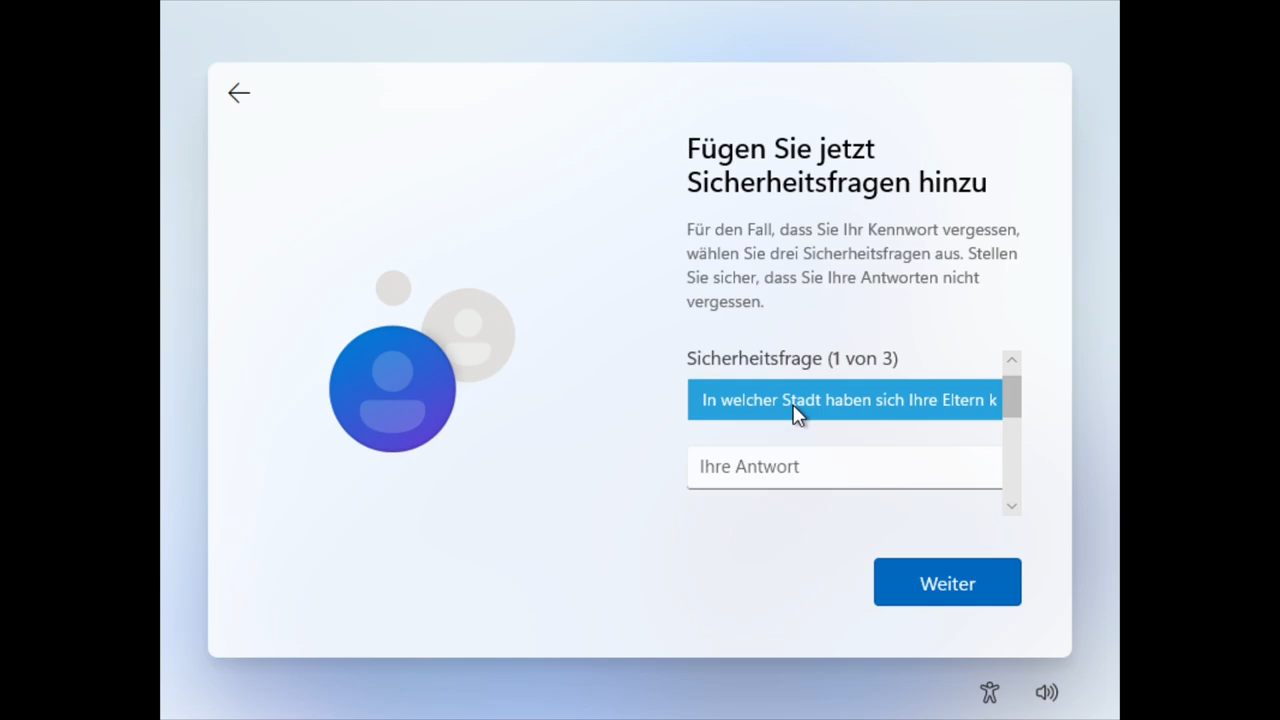 Fügen Sie jetzt
Sicherheitsfragen hinzu
Für den Fall, dass Sie Ihr Kennwort vergessen,
wählen Sie drei Sicherheitsfragen aus. Stellen
Sie sicher, dass Sie Ihre Antworten nicht
vergessen.
Sicherheitsfrage (1 von 3)
In welcher Stadt haben sich Ihre Eltern k
Ihre Antwort
Weiter